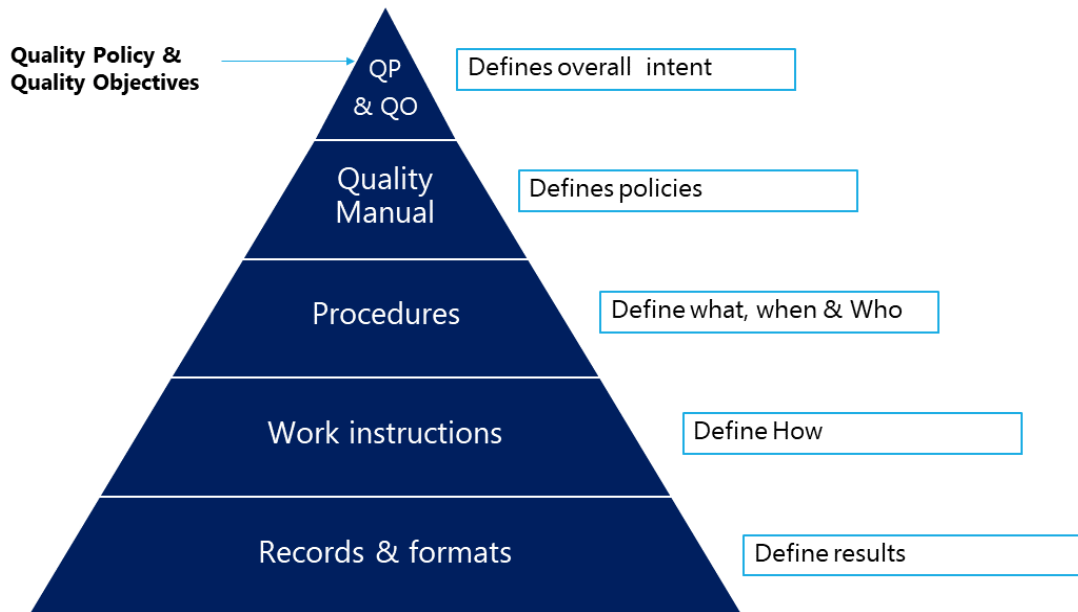 Quality Policy &
Quality Objectives
QP
& QO
Defines overall intent
Quality
Manual
Defines policies
Procedures
Define what, when & Who
Work instructions
Define How
Records & formats
Define results